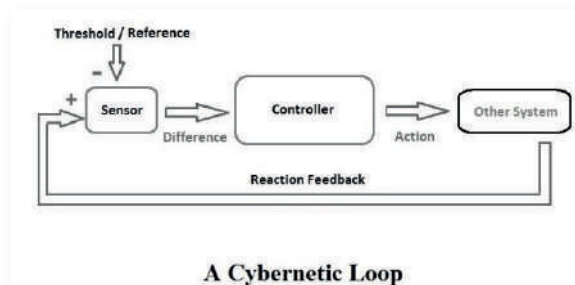 Threshold / Reference
−
+
Sensor
Difference
Controller
Action
Other System
Reaction Feedback
A Cybernetic Loop